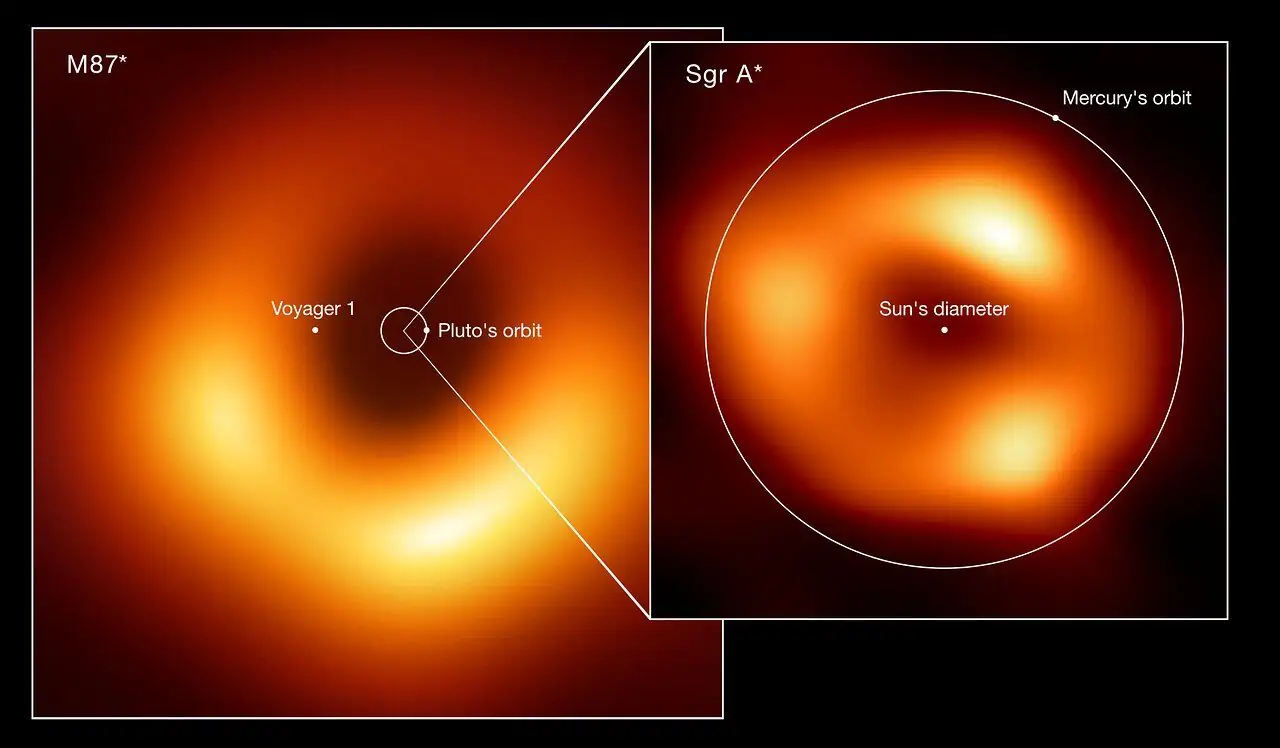 M87*
Voyager 1
Pluto's orbit
Sgr A*
Mercury's orbit
Sun's diameter